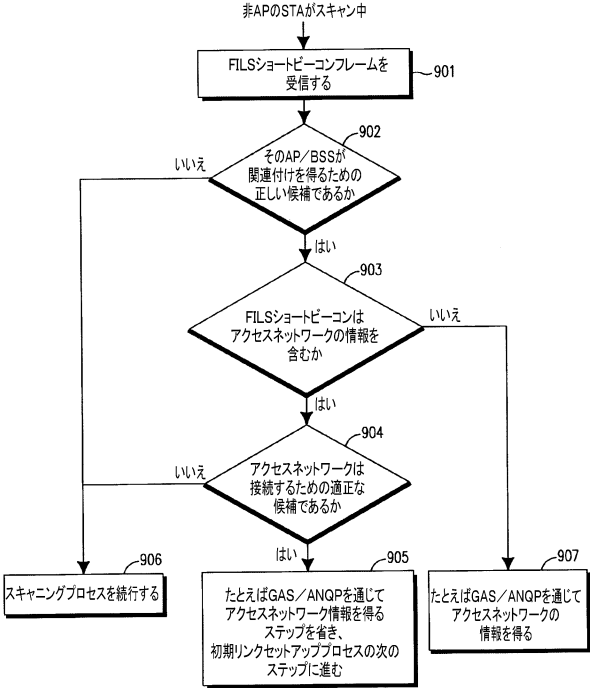 非APのSTAがスキャン中
FILSショートビーコンフレームを
受信する
901
902
そのAP／BSSが
関連付けを得るための
正しい候補であるか
いいえ
はい
903
FILSショートビーコンは
アクセスネットワークの情報を
含むか
いいえ
はい
904
アクセスネットワークは
接続するための適正な
候補であるか
いいえ
はい
906
スキャニングプロセスを続行する
905
たとえばGAS／ANQPを通じて
アクセスネットワーク情報を得る
ステップを省き、
初期リンクセットアッププロセスの次の
ステップに進む
907
たとえばGAS／ANQPを通じて
アクセスネットワークの
情報を得る